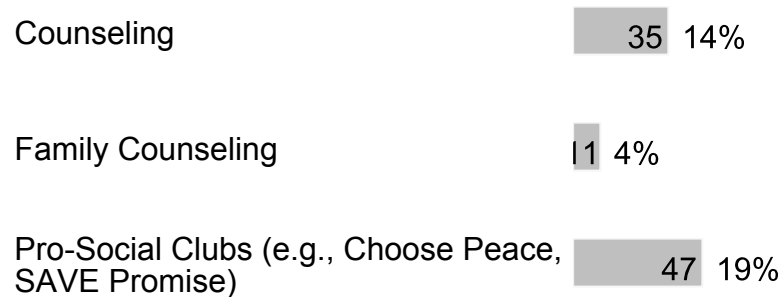 Counseling 35 14%
Family Counseling 11 4%
Pro-Social Clubs (e.g., Choose Peace,
SAVE Promise) 47 19%